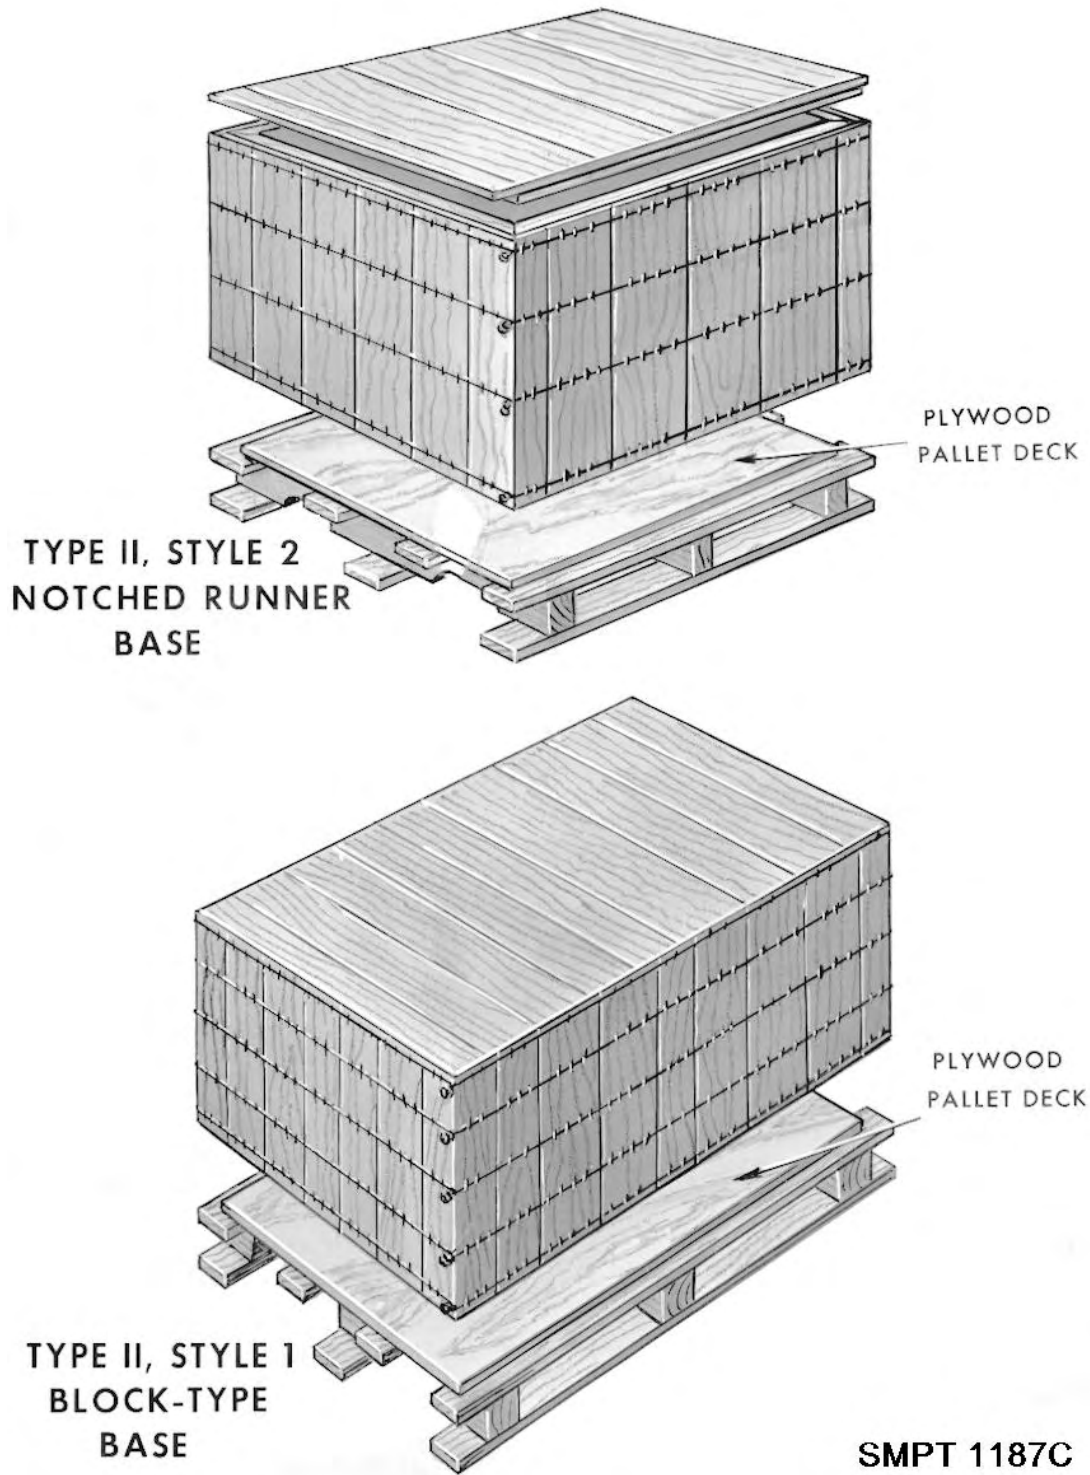 PLYWOOD
PALLET DECK
TYPE II, STYLE 2
NOTCHED RUNNER
BASE
PLYWOOD
PALLET DECK
TYPE II, STYLE 1
BLOCK-TYPE
BASE
SMPT 1187C